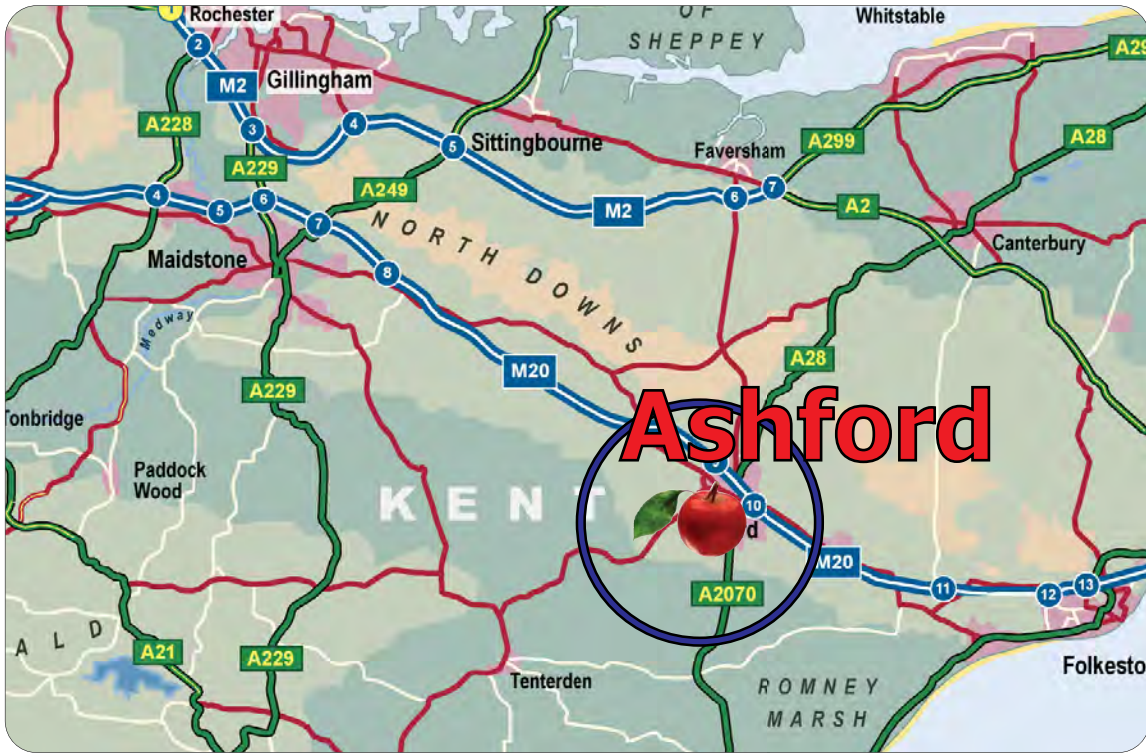 1
Rochester
OF
SHEPPEY
Whitstable
2
M2
Gillingham
A29
A228
3
4
5
Sittingbourne
A299
A28
Faversham
A229
A249
4
5
6
7
M2
6
7
A2
NORTH DOWNS
Canterbury
Maidstone
8
Medway
M20
A28
A229
Ashford
Tonbridge
9
Paddock
Wood
KENT
10
d
M20
A2070
11
12
13
ALD
A21
A229
Tenterden
ROMNEY
MARSH
Folkesto